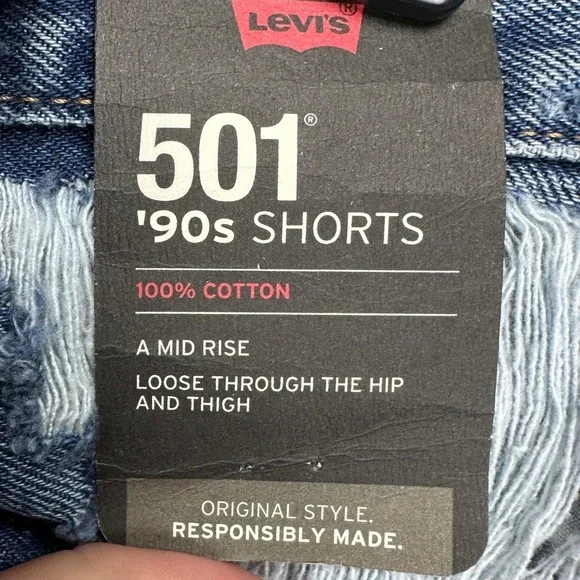 Levi's®
501®
'90s SHORTS
100% COTTON
A MID RISE
LOOSE THROUGH THE HIP
AND THIGH
ORIGINAL STYLE.
RESPONSIBLY MADE.